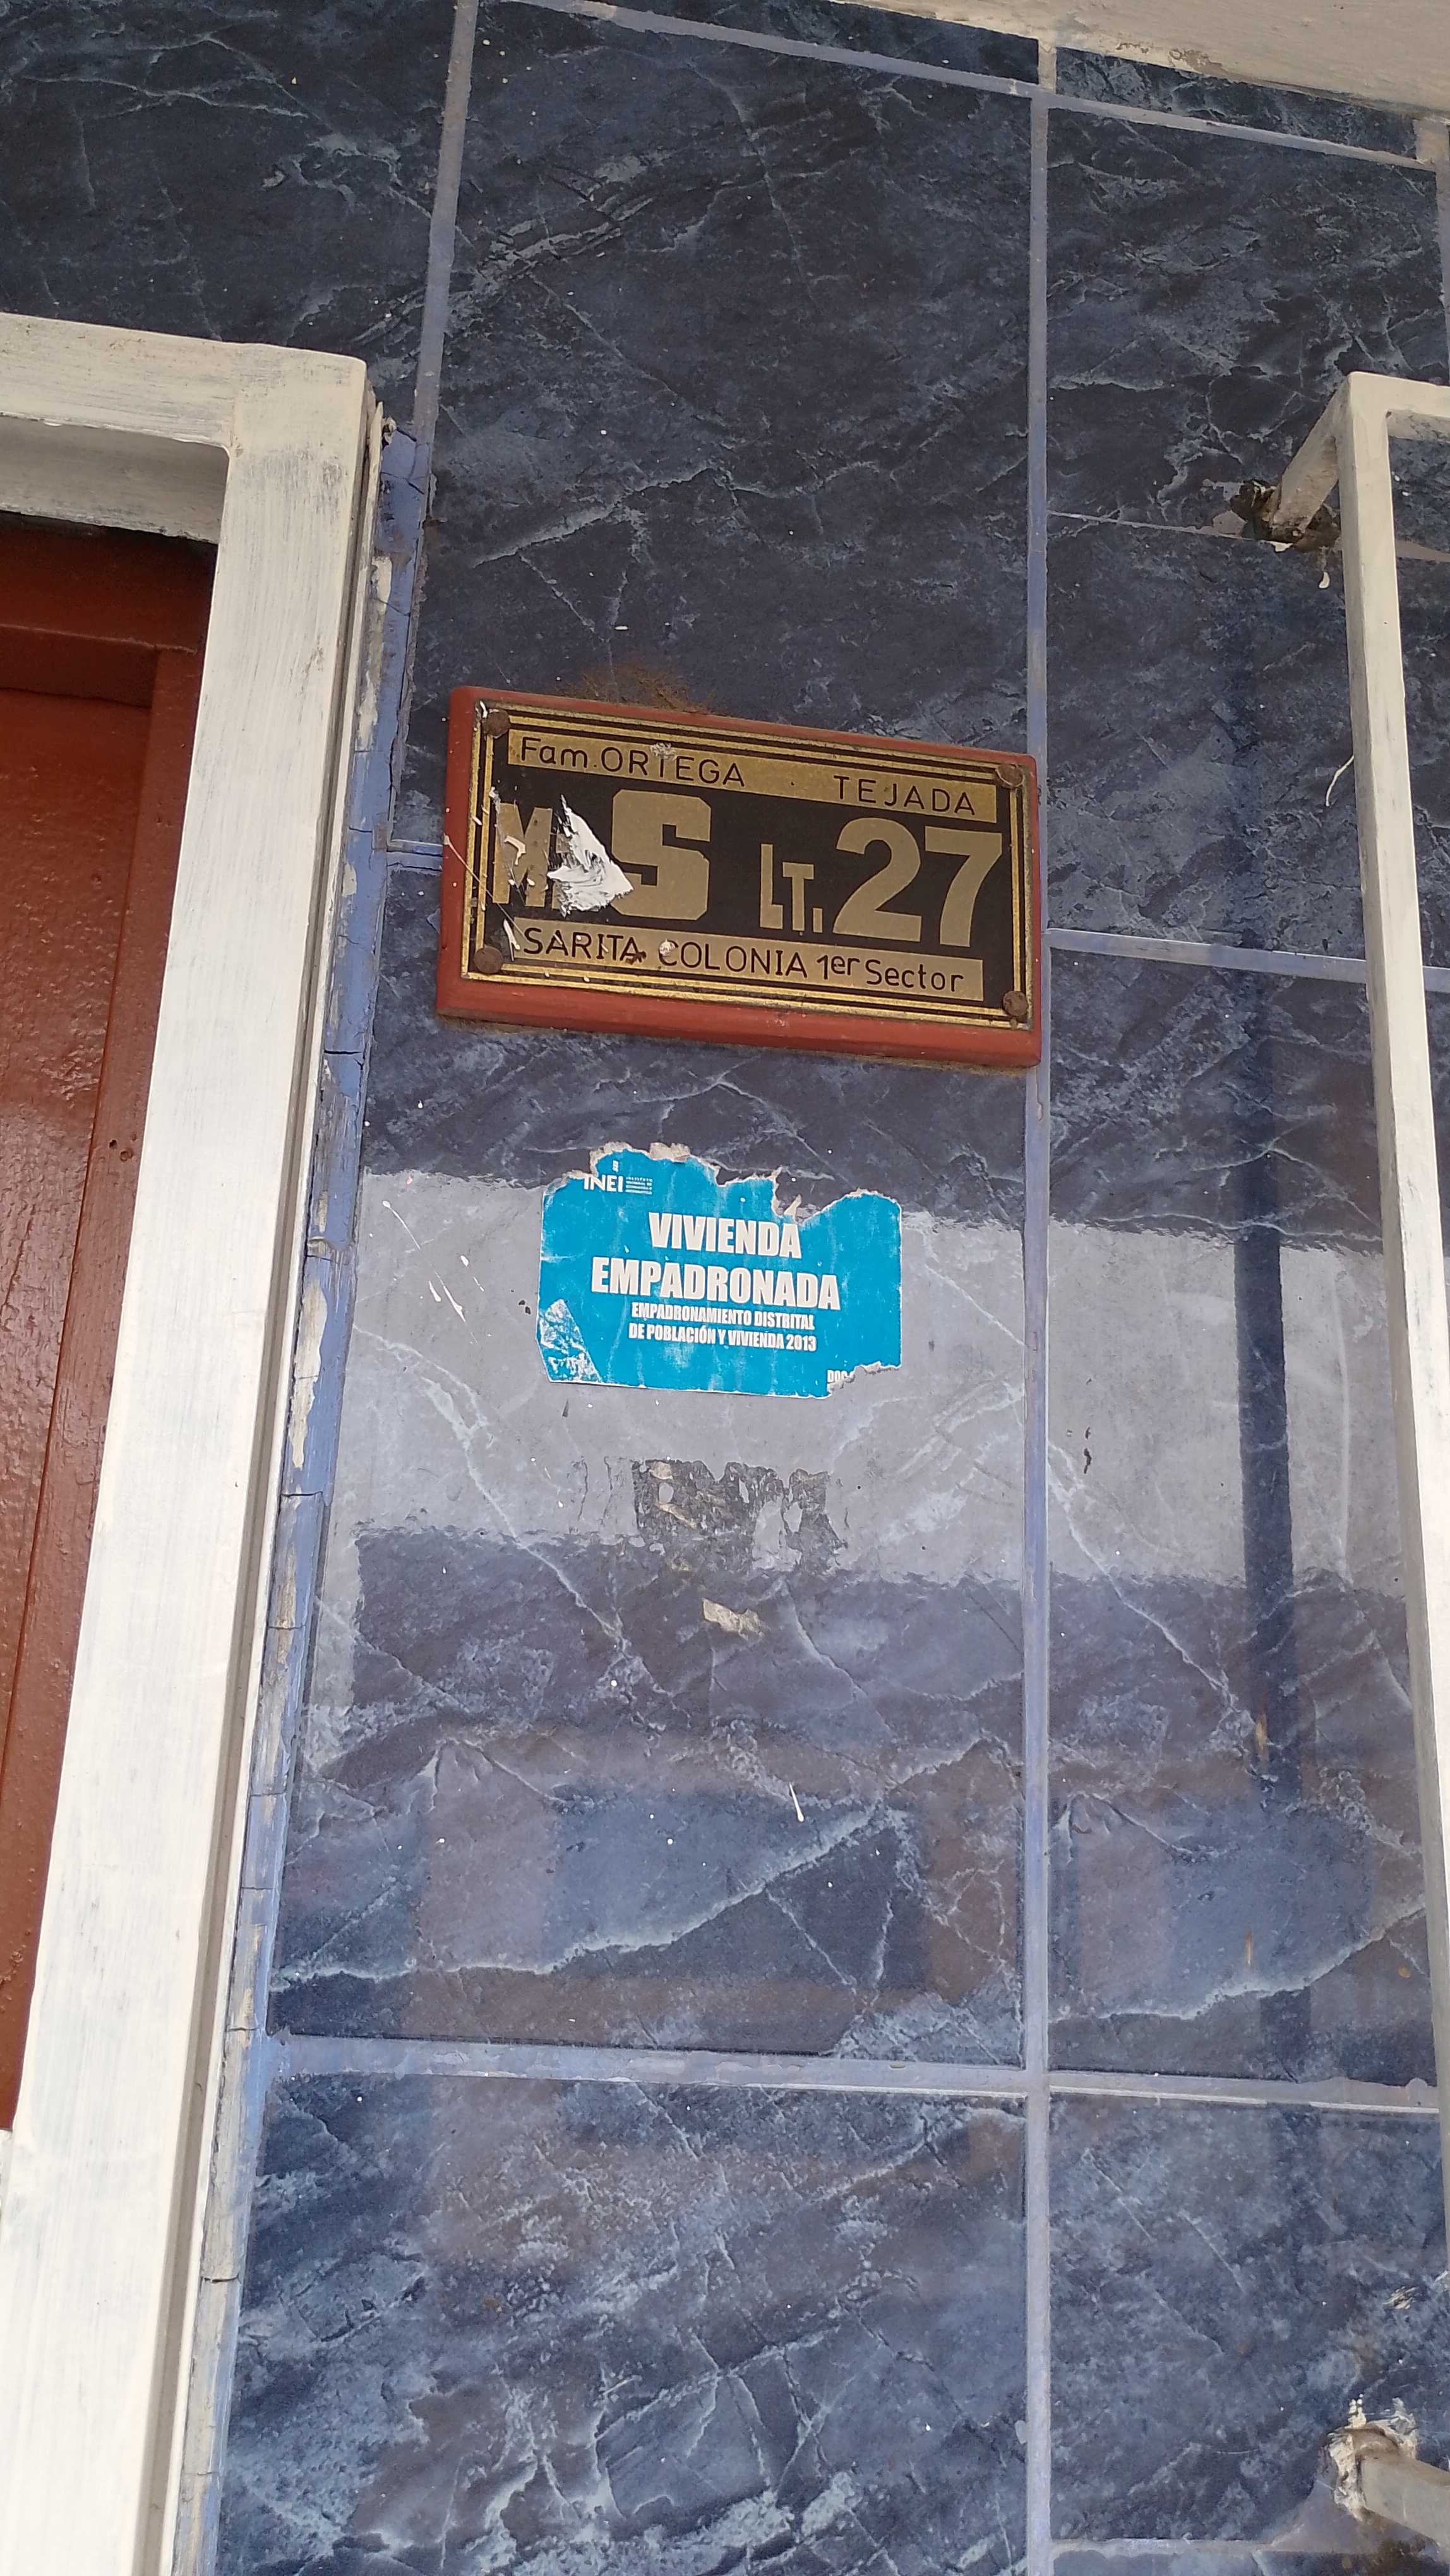 Fam. ORTEGA TEJADA
S LT. 27
SARITA COLONIA 1er Sector
INEI
VIVIENDA
EMPADRONADA
EMPADRONAMIENTO DISTRITAL
DE POBLACIÓN Y VIVIENDA 2013